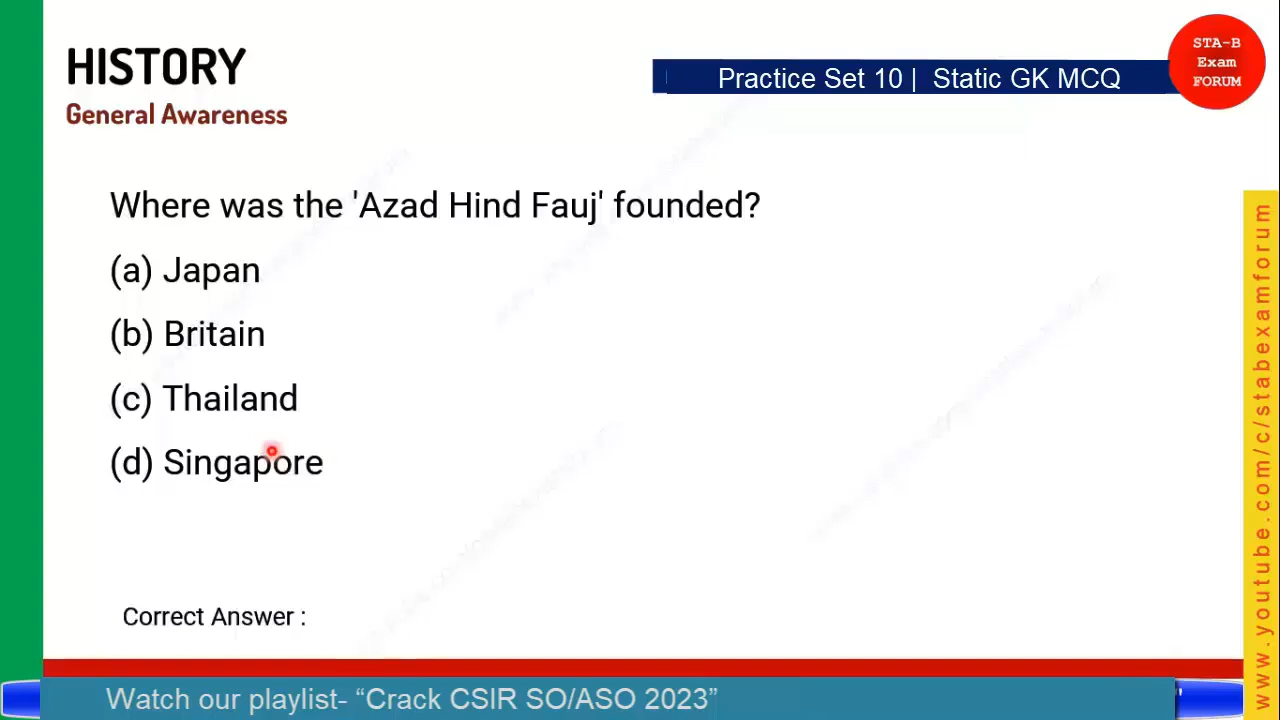 HISTORY
General Awareness
Practice Set 10 | Static GK MCQ
STA-B
Exam
FORUM
Where was the 'Azad Hind Fauj' founded?
(a) Japan
(b) Britain
(c) Thailand
(d) Singapore
Correct Answer :
Watch our playlist- “Crack CSIR SO/ASO 2023”
www.youtube.com/c/stabexamforum